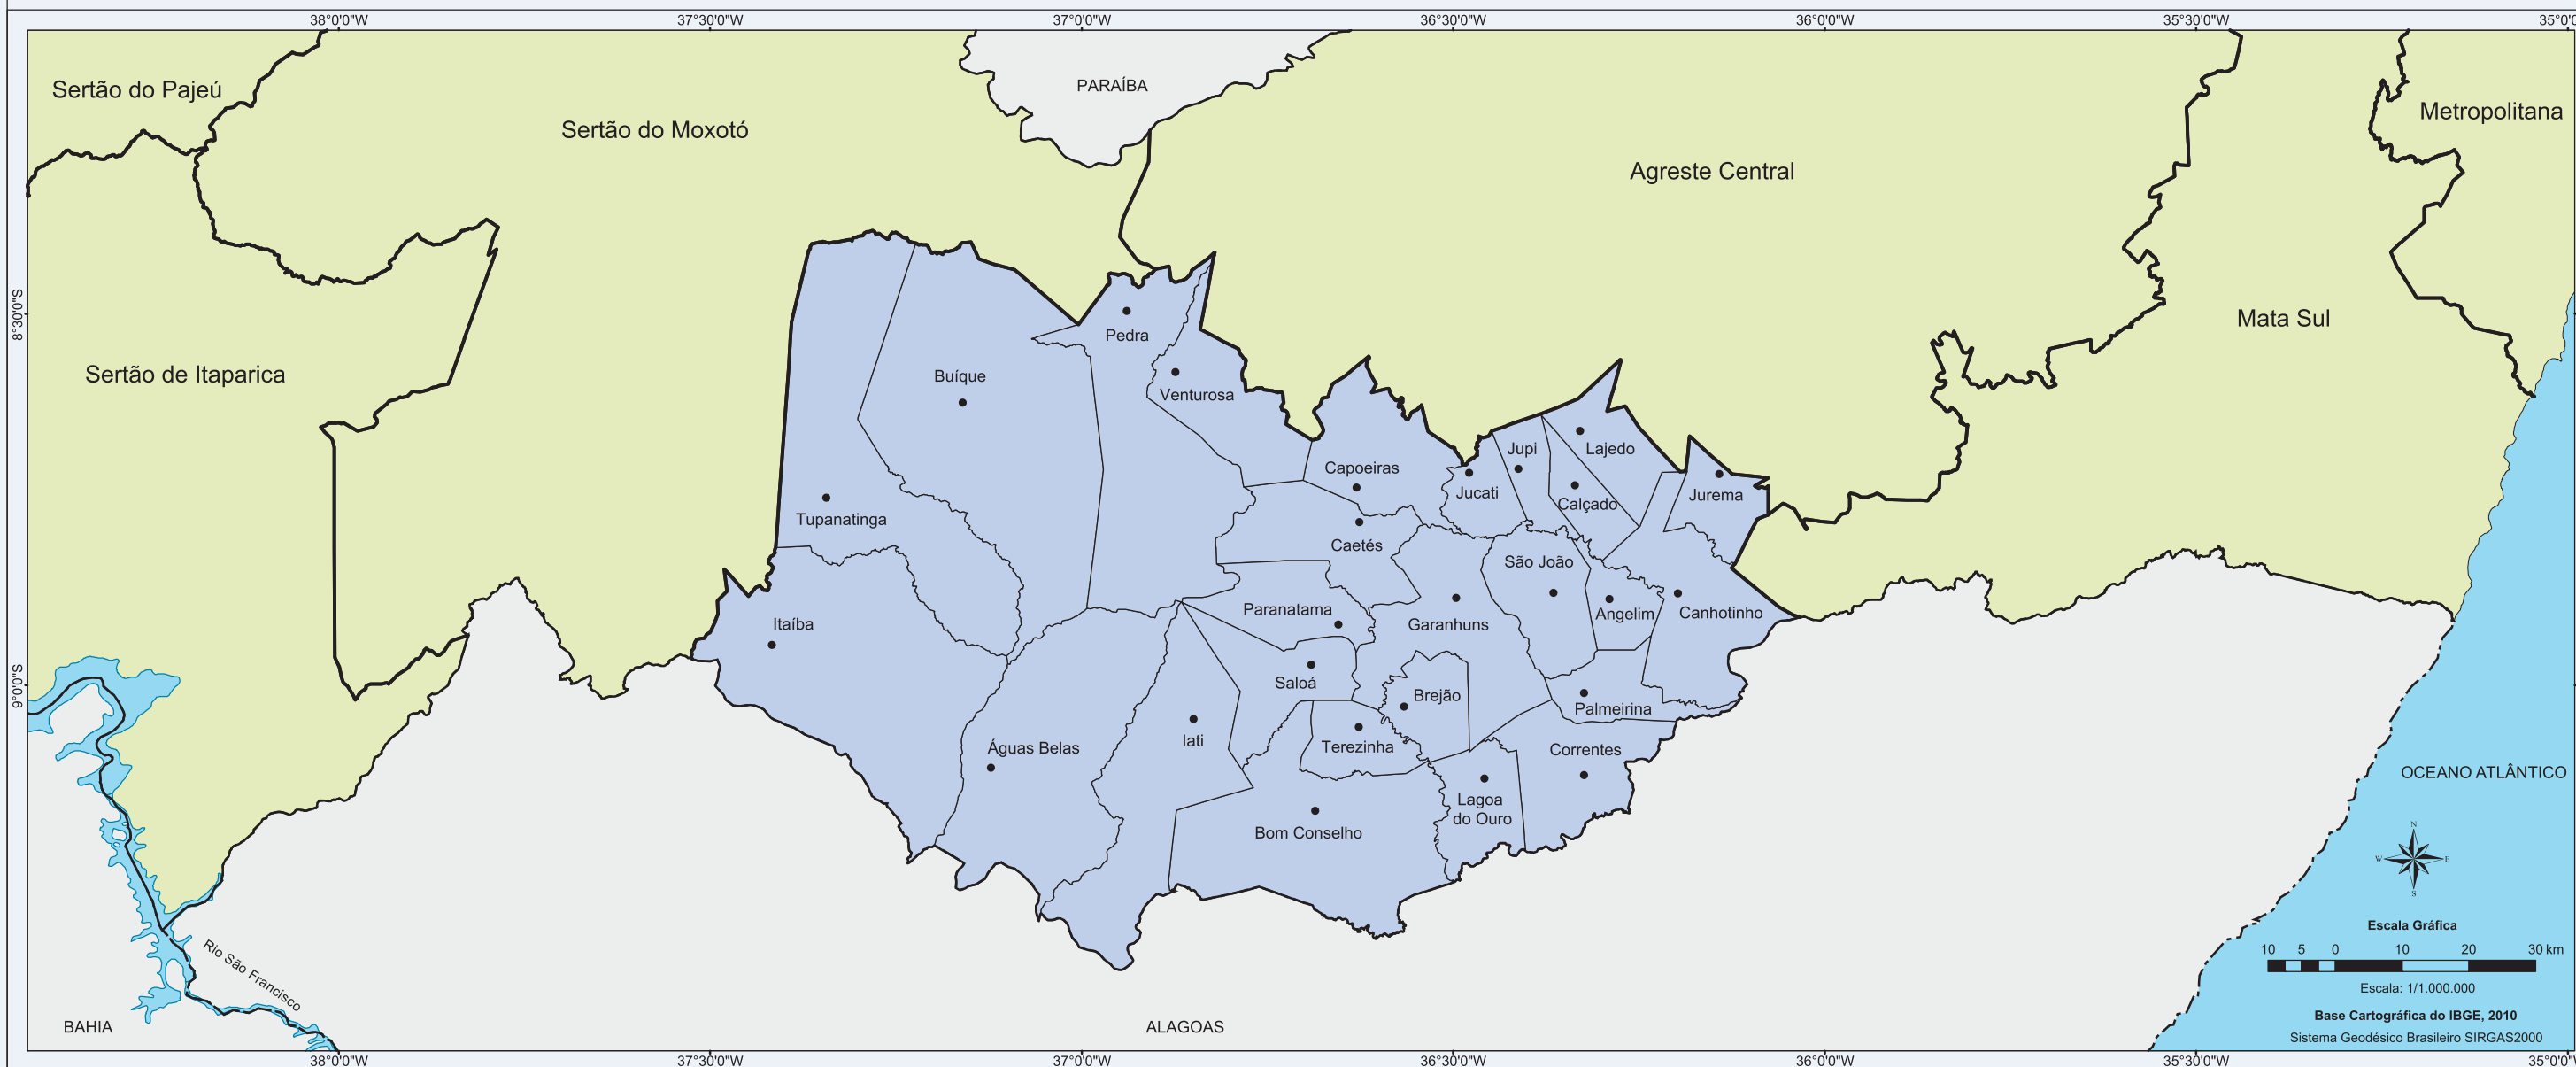 38°0'0"W
37°30'0"W
37°0'0"W
36°30'0"W
36°0'0"W
35°30'0"W
35°0'0
PARAÍBA
Sertão do Pajeú
Metropolitana
Sertão do Moxotó
Agreste Central
8°30'0"S
Mata Sul
Pedra
Sertão de Itaparica
Buíque
Venturosa
Jupi
Lajedo
Capoeiras
Jucati
Jurema
Calçado
Tupanatinga
Caetés
São João
Paranatama
Angelim
Canhotinho
Itaíba
Garanhuns
9°0'0"S
Saloá
Brejão
Palmeirina
Iati
Águas Belas
Terezinha
Correntes
OCEANO ATLÂNTICO
Lagoa
do Ouro
Bom Conselho
N
W
E
S
Rio São Francisco
Escala Gráfica
10 5 0 10 20 30 km
Escala: 1/1.000.000
Base Cartográfica do IBGE, 2010
Sistema Geodésico Brasileiro SIRGAS2000
BAHIA
ALAGOAS
38°0'0"W
37°30'0"W
37°0'0"W
36°30'0"W
36°0'0"W
35°30'0"W
35°0'0"